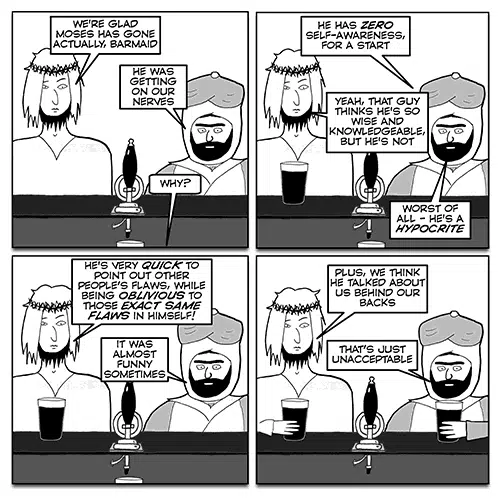 WE'RE GLAD
MOSES HAS GONE
ACTUALLY, BARMAID
HE WAS
GETTING
ON OUR
NERVES
WHY?
HE HAS ZERO
SELF-AWARENESS,
FOR A START
YEAH, THAT GUY
THINKS HE'S SO
WISE AND
KNOWLEDGEABLE,
BUT HE'S NOT
WORST OF
ALL - HE'S A
HYPOCRITE
HE'S VERY QUICK TO
POINT OUT OTHER
PEOPLE'S FLAWS, WHILE
BEING OBLIVIOUS TO
THOSE EXACT SAME
FLAWS IN HIMSELF!
IT WAS
ALMOST
FUNNY
SOMETIMES
PLUS, WE THINK
HE TALKED ABOUT
US BEHIND OUR
BACKS
THAT'S JUST
UNACCEPTABLE